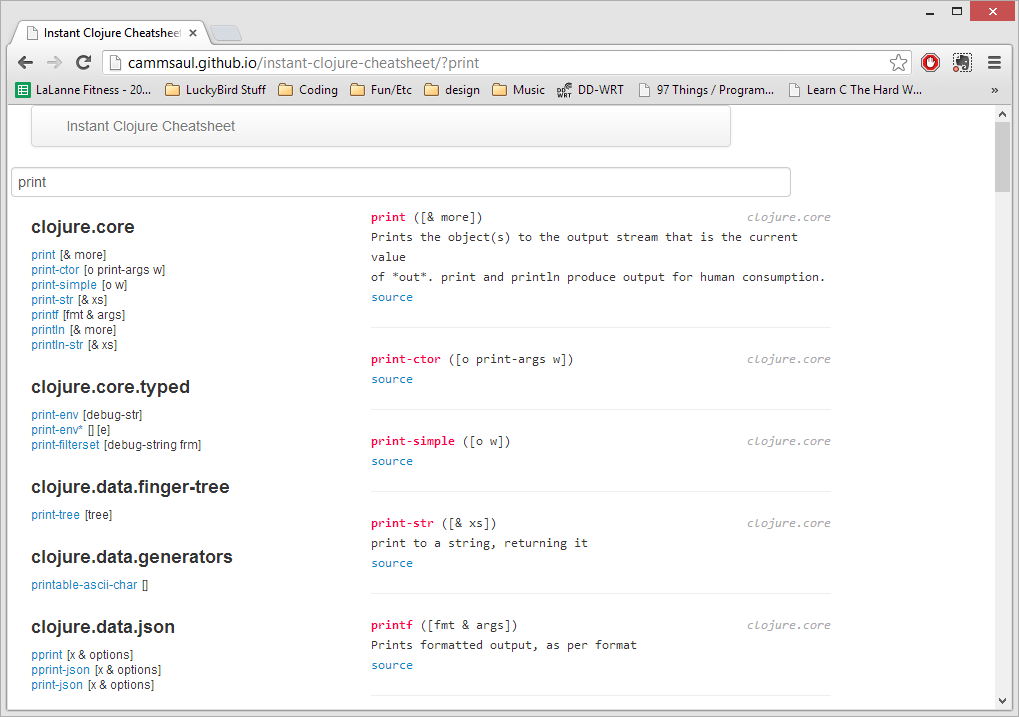 Instant Clojure Cheatsheet
cammsaul.github.io/instant-clojure-cheatsheet/?print
LaLanne Fitness - 20... LuckyBird Stuff Coding Fun/Etc design Music DD-WRT DD-WRT 97 Things / Program... Learn C The Hard W... »
Instant Clojure Cheatsheet
print
clojure.core
print [& more]
print-ctor [o print-args w]
print-simple [o w]
print-str [& xs]
printf [fmt & args]
println [& more]
println-str [& xs]
clojure.core.typed
print-env [debug-str]
print-env* [] [e]
print-filterset [debug-string frm]
clojure.data.finger-tree
print-tree [tree]
clojure.data.generators
printable-ascii-char []
clojure.data.json
pprint [x & options]
pprint-json [x & options]
print-json [x & options]
print ([& more]) clojure.core
Prints the object(s) to the output stream that is the current
value
of *out*. print and println produce output for human consumption.
source
print-ctor ([o print-args w]) clojure.core
source
print-simple ([o w]) clojure.core
source
print-str ([& xs]) clojure.core
print to a string, returning it
source
printf ([fmt & args]) clojure.core
Prints formatted output, as per format
source